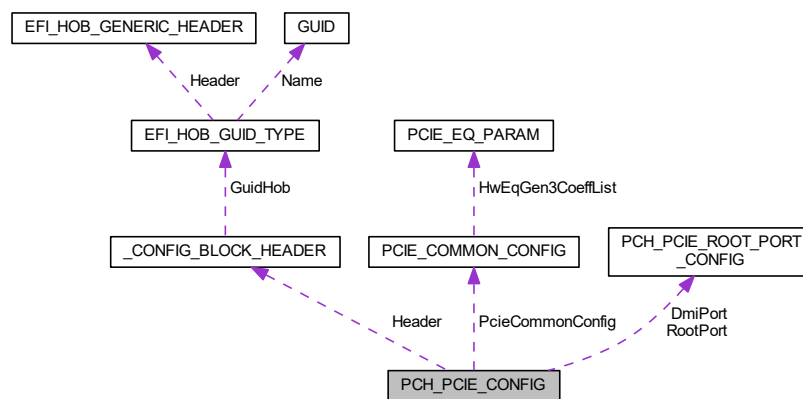 EFI_HOB_GENERIC_HEADER
GUID
Header
Name
EFI_HOB_GUID_TYPE
PCIE_EQ_PARAM
GuidHob
HwEqGen3CoeffList
_CONFIG_BLOCK_HEADER
PCIE_COMMON_CONFIG
PCH_PCIE_ROOT_PORT
_CONFIG
Header
PcieCommonConfig
DmiPort
RootPort
PCH_PCIE_CONFIG